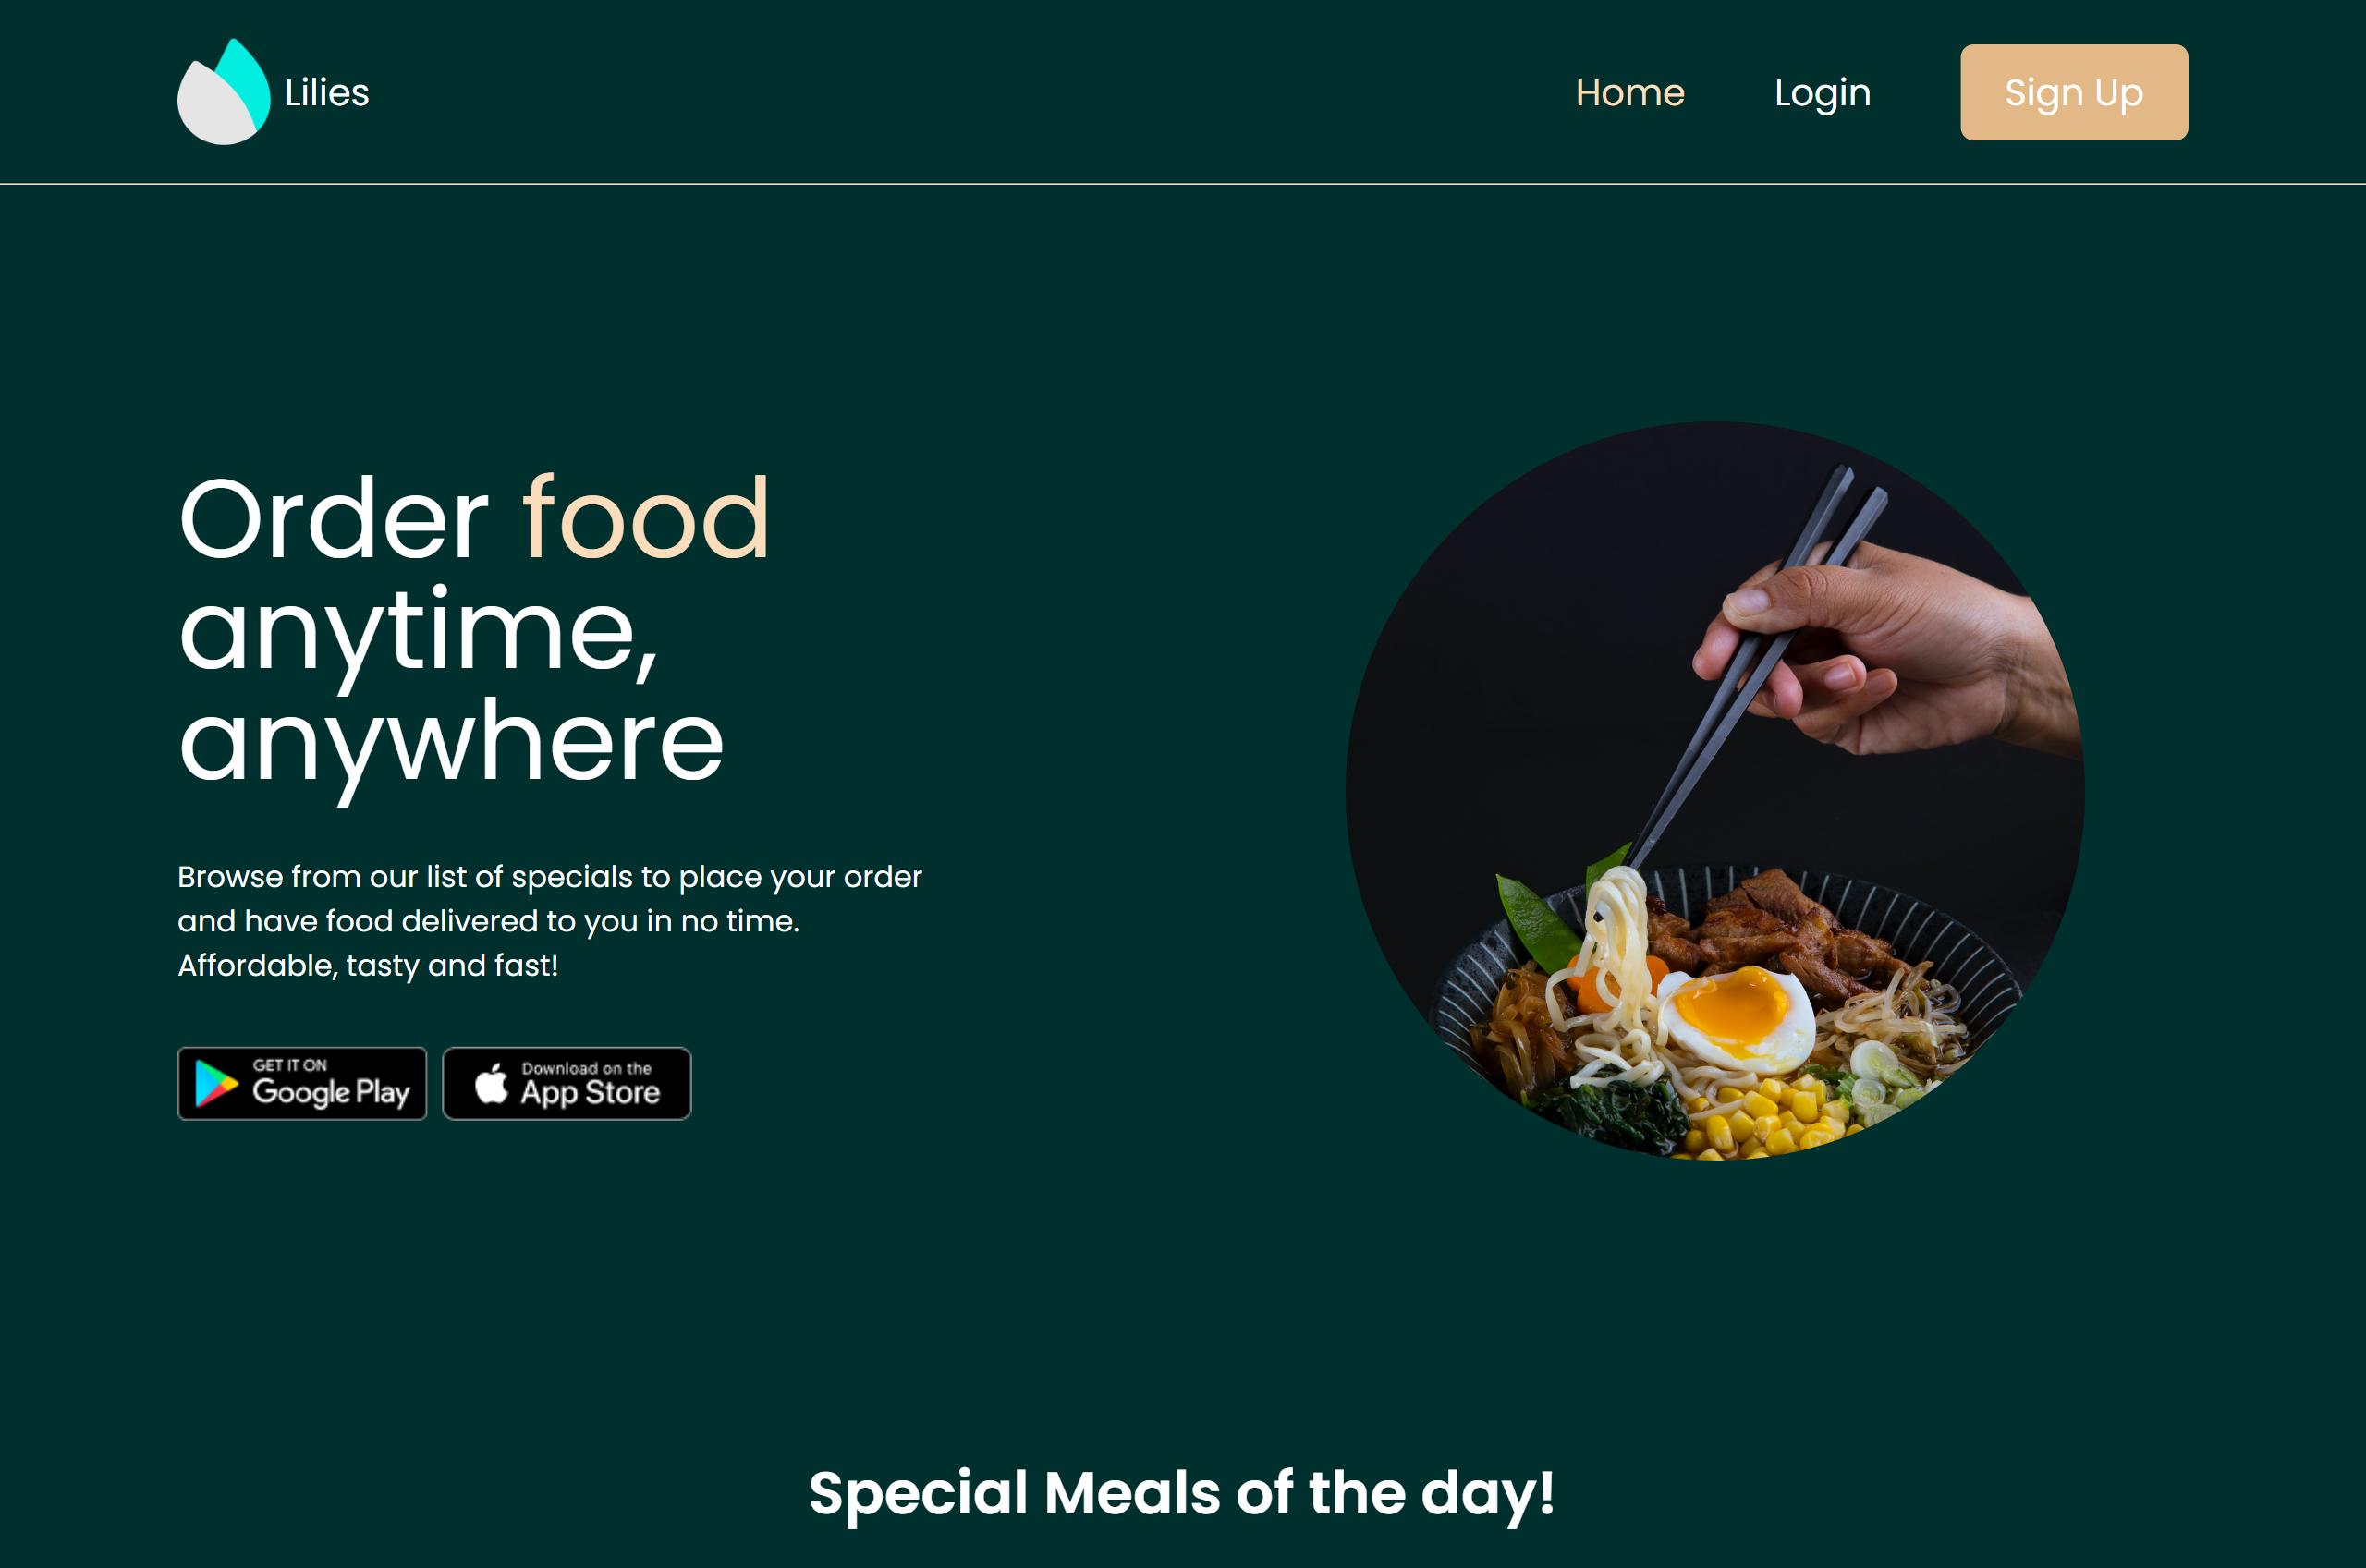 Lilies
Home
Login
Sign Up
Order food
anytime,
anywhere
Browse from our list of specials to place your order
and have food delivered to you in no time.
Affordable, tasty and fast!
GET IT ON
Google Play
Download on the
App Store
Special Meals of the day!